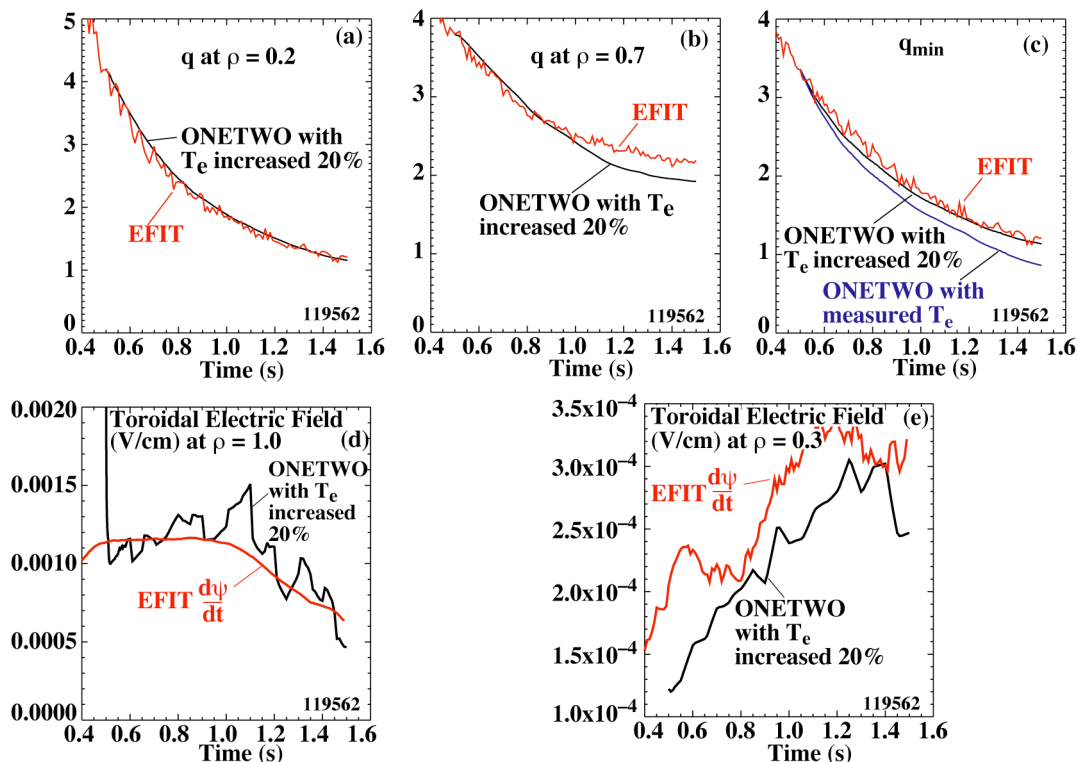 5
4
3
2
1
0
(a)
q at ρ = 0.2
ONETWO with
Te increased 20%
EFIT
119562
0.4 0.6 0.8 1.0 1.2 1.4 1.6
Time (s)
4
3
2
1
0
(b)
q at ρ = 0.7
EFIT
ONETWO with Te
increased 20%
119562
0.4 0.6 0.8 1.0 1.2 1.4 1.6
Time (s)
4
3
2
1
0
(c)
qmin
EFIT
ONETWO with
Te increased 20%
ONETWO with
measured Te
119562
0.4 0.6 0.8 1.0 1.2 1.4 1.6
Time (s)
0.0020
0.0015
0.0010
0.0005
0.0000
Toroidal Electric Field
(V/cm) at ρ = 1.0
(d)
ONETWO
with Te
increased
20%
EFIT dψ
dt
119562
0.4 0.6 0.8 1.0 1.2 1.4 1.6
Time (s)
3.5x10-4
3.0x10-4
2.5x10-4
2.0x10-4
1.5x10-4
1.0x10-4
Toroidal Electric Field
(V/cm) at ρ = 0.3
(e)
EFIT dψ
dt
ONETWO
with Te
increased 20%
119562
0.4 0.6 0.8 1.0 1.2 1.4 1.6
Time (s)